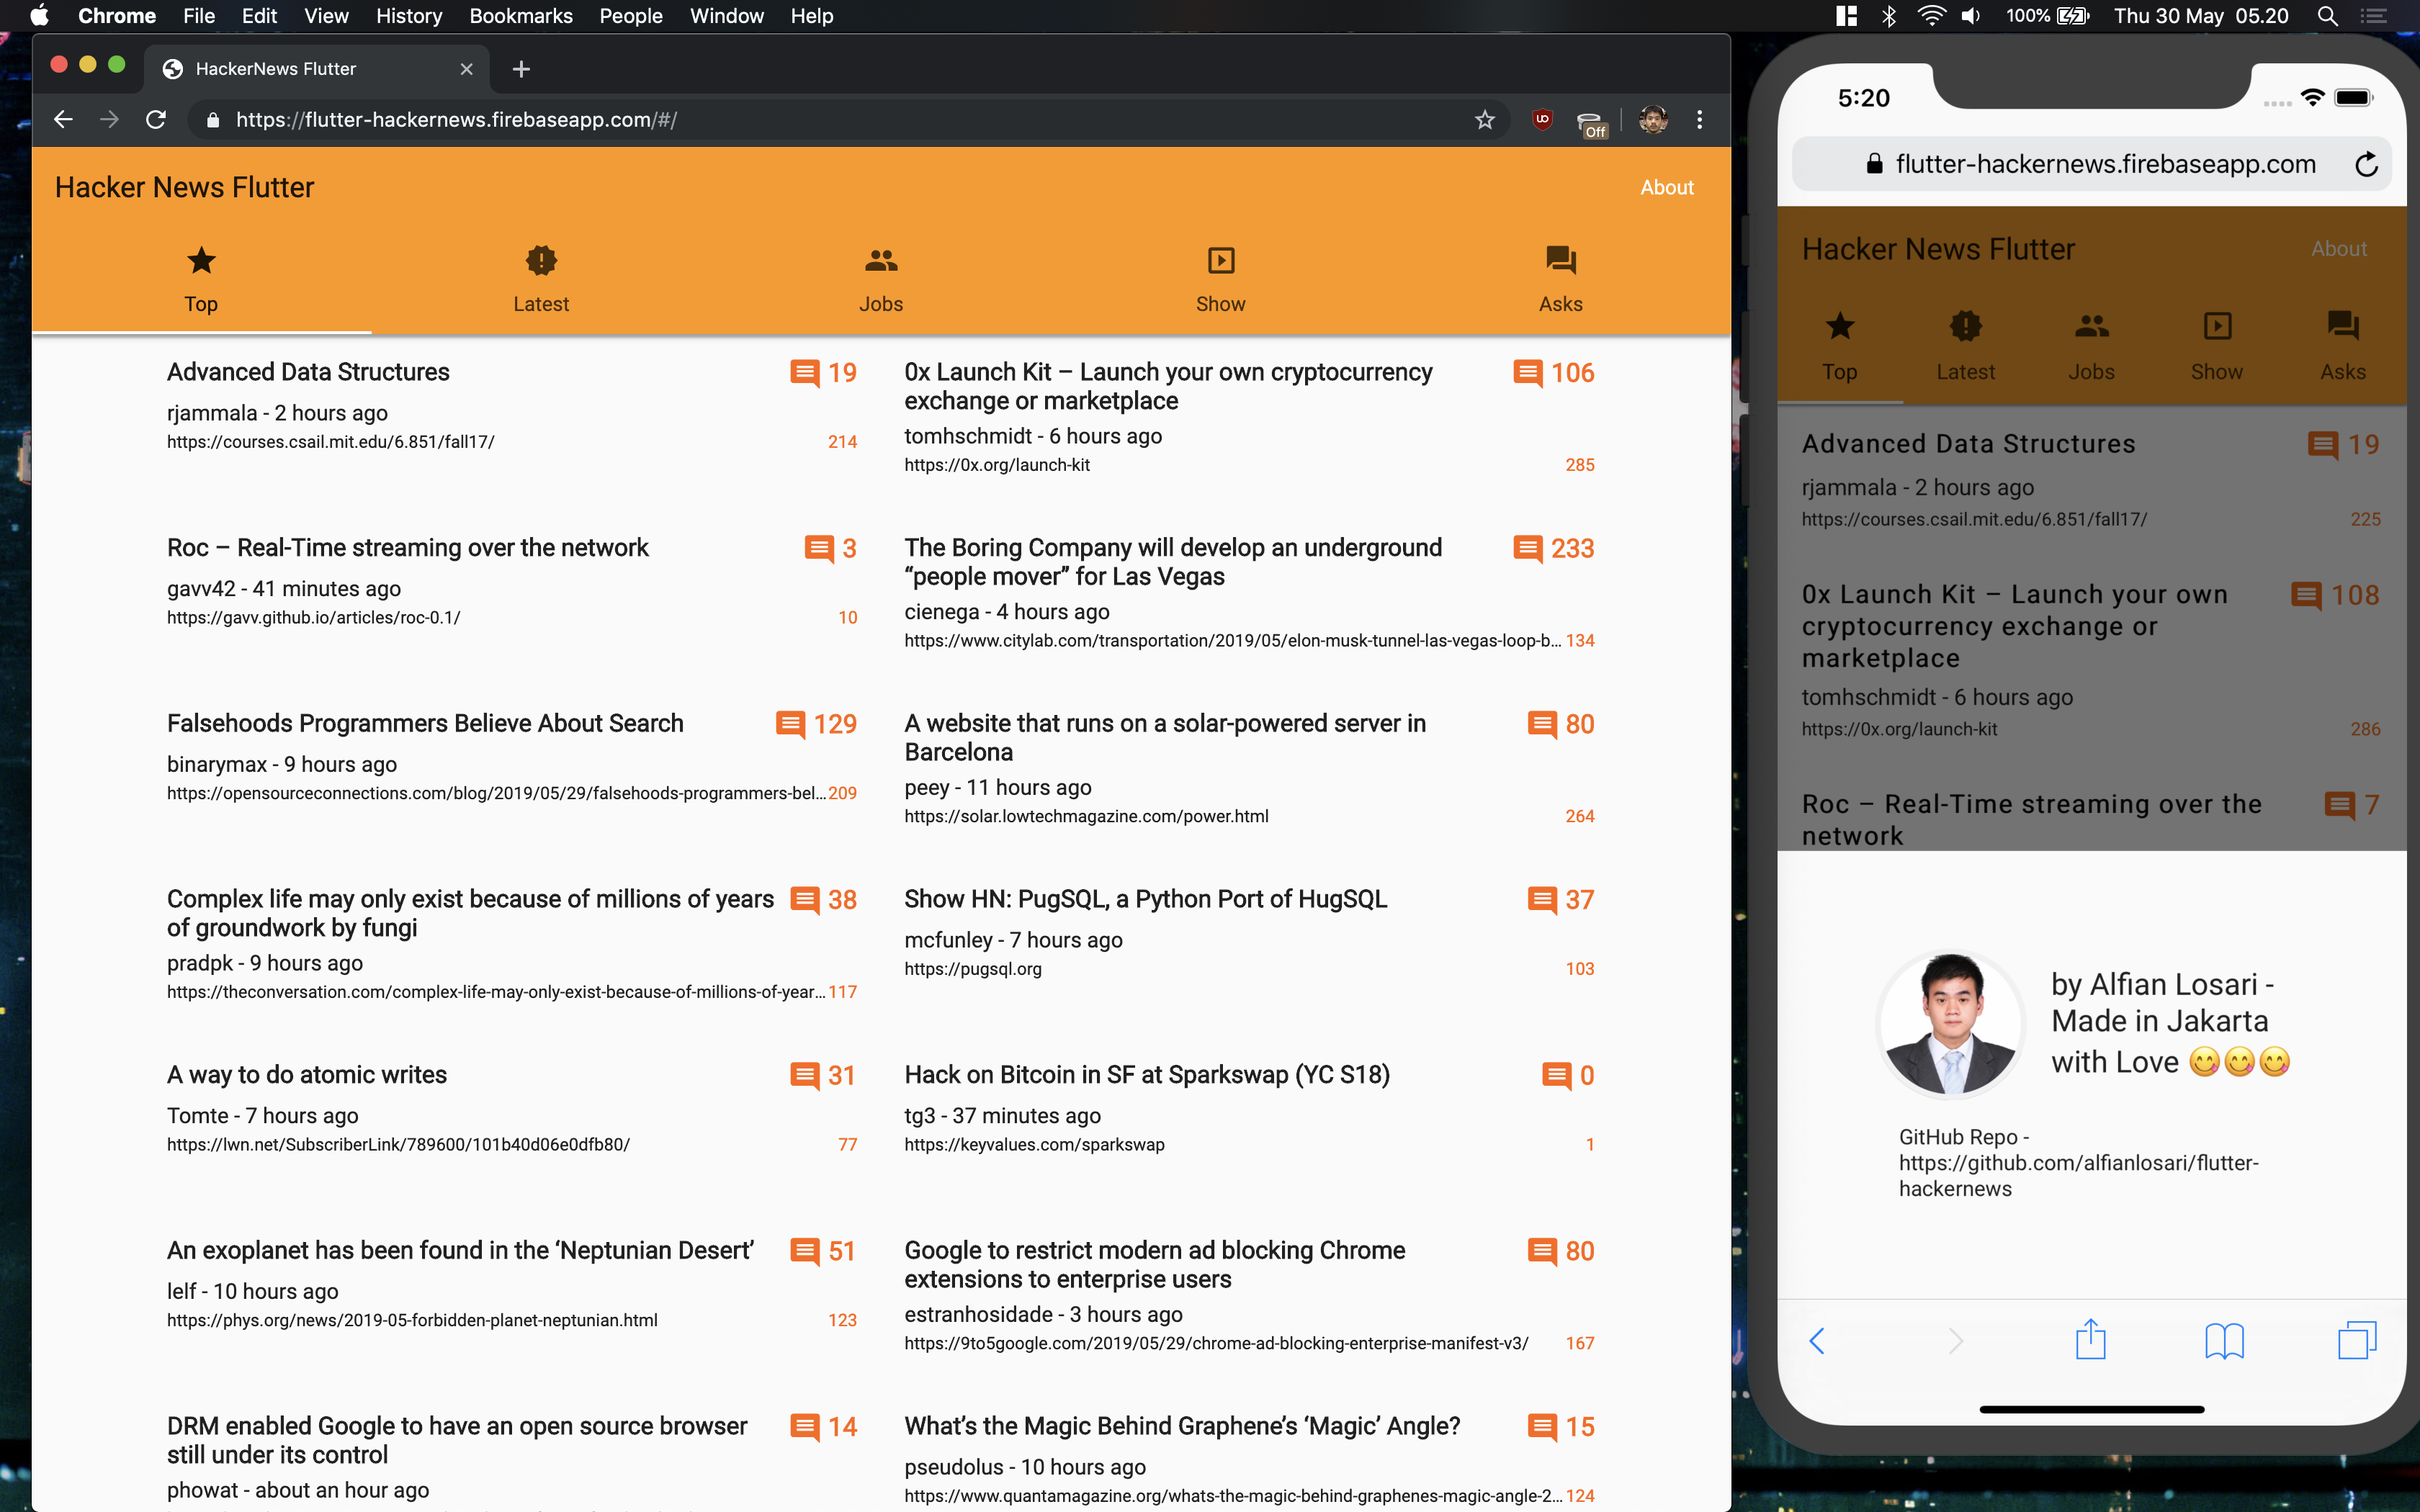 Chrome File Edit View History Bookmarks People Window Help
100% Thu 30 May 05.20
HackerNews Flutter
https://flutter-hackernews.firebaseapp.com/#/
Off
Hacker News Flutter
About
Top
Latest
Jobs
Show
Asks
Advanced Data Structures
19
rjammala - 2 hours ago
https://courses.csail.mit.edu/6.851/fall17/
214
0x Launch Kit – Launch your own cryptocurrency
exchange or marketplace
106
tomhschmidt - 6 hours ago
https://0x.org/launch-kit
285
Roc – Real-Time streaming over the network
3
gavv42 - 41 minutes ago
https://gavv.github.io/articles/roc-0.1/
10
The Boring Company will develop an underground
“people mover” for Las Vegas
233
cienega - 4 hours ago
https://www.citylab.com/transportation/2019/05/elon-musk-tunnel-las-vegas-loop-b...
134
Falsehoods Programmers Believe About Search
129
binarymax - 9 hours ago
https://opensourceconnections.com/blog/2019/05/29/falsehoods-programmers-bel...
209
A website that runs on a solar-powered server in
Barcelona
80
peey - 11 hours ago
https://solar.lowtechmagazine.com/power.html
264
Complex life may only exist because of millions of years
of groundwork by fungi
38
pradpk - 9 hours ago
https://theconversation.com/complex-life-may-only-exist-because-of-millions-of-year...
117
Show HN: PugSQL, a Python Port of HugSQL
37
mcfunley - 7 hours ago
https://pugsql.org
103
A way to do atomic writes
31
Tomte - 7 hours ago
https://lwn.net/SubscriberLink/789600/101b40d06e0dfb80/
77
Hack on Bitcoin in SF at Sparkswap (YC S18)
0
tg3 - 37 minutes ago
https://keyvalues.com/sparkswap
1
An exoplanet has been found in the ‘Neptunian Desert’
51
lelf - 10 hours ago
https://phys.org/news/2019-05-forbidden-planet-neptunian.html
123
Google to restrict modern ad blocking Chrome
extensions to enterprise users
80
estranhosidade - 3 hours ago
https://9to5google.com/2019/05/29/chrome-ad-blocking-enterprise-manifest-v3/
167
DRM enabled Google to have an open source browser
still under its control
14
phowat - about an hour ago
What’s the Magic Behind Graphene’s ‘Magic’ Angle?
15
pseudolus - 10 hours ago
https://www.quantamagazine.org/whats-the-magic-behind-graphenes-magic-angle-2...
124
5:20
flutter-hackernews.firebaseapp.com
Hacker News Flutter
About
Top
Latest
Jobs
Show
Asks
Advanced Data Structures
19
rjammala - 2 hours ago
https://courses.csail.mit.edu/6.851/fall17/
225
0x Launch Kit – Launch your own
cryptocurrency exchange or
marketplace
108
tomhschmidt - 6 hours ago
https://0x.org/launch-kit
286
Roc – Real-Time streaming over the
network
7
by Alfian Losari -
Made in Jakarta
with Love 😋😋😋
GitHub Repo -
https://github.com/alfianlosari/flutter-
hackernews